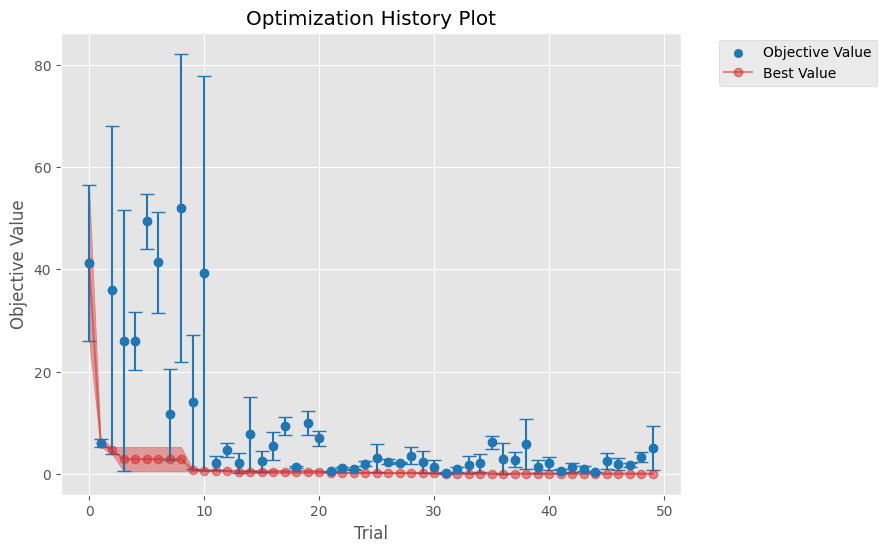 Optimization History Plot
Objective Value
Best Value
Objective Value
80
60
40
20
0
0 10 20 30 40 50
Trial